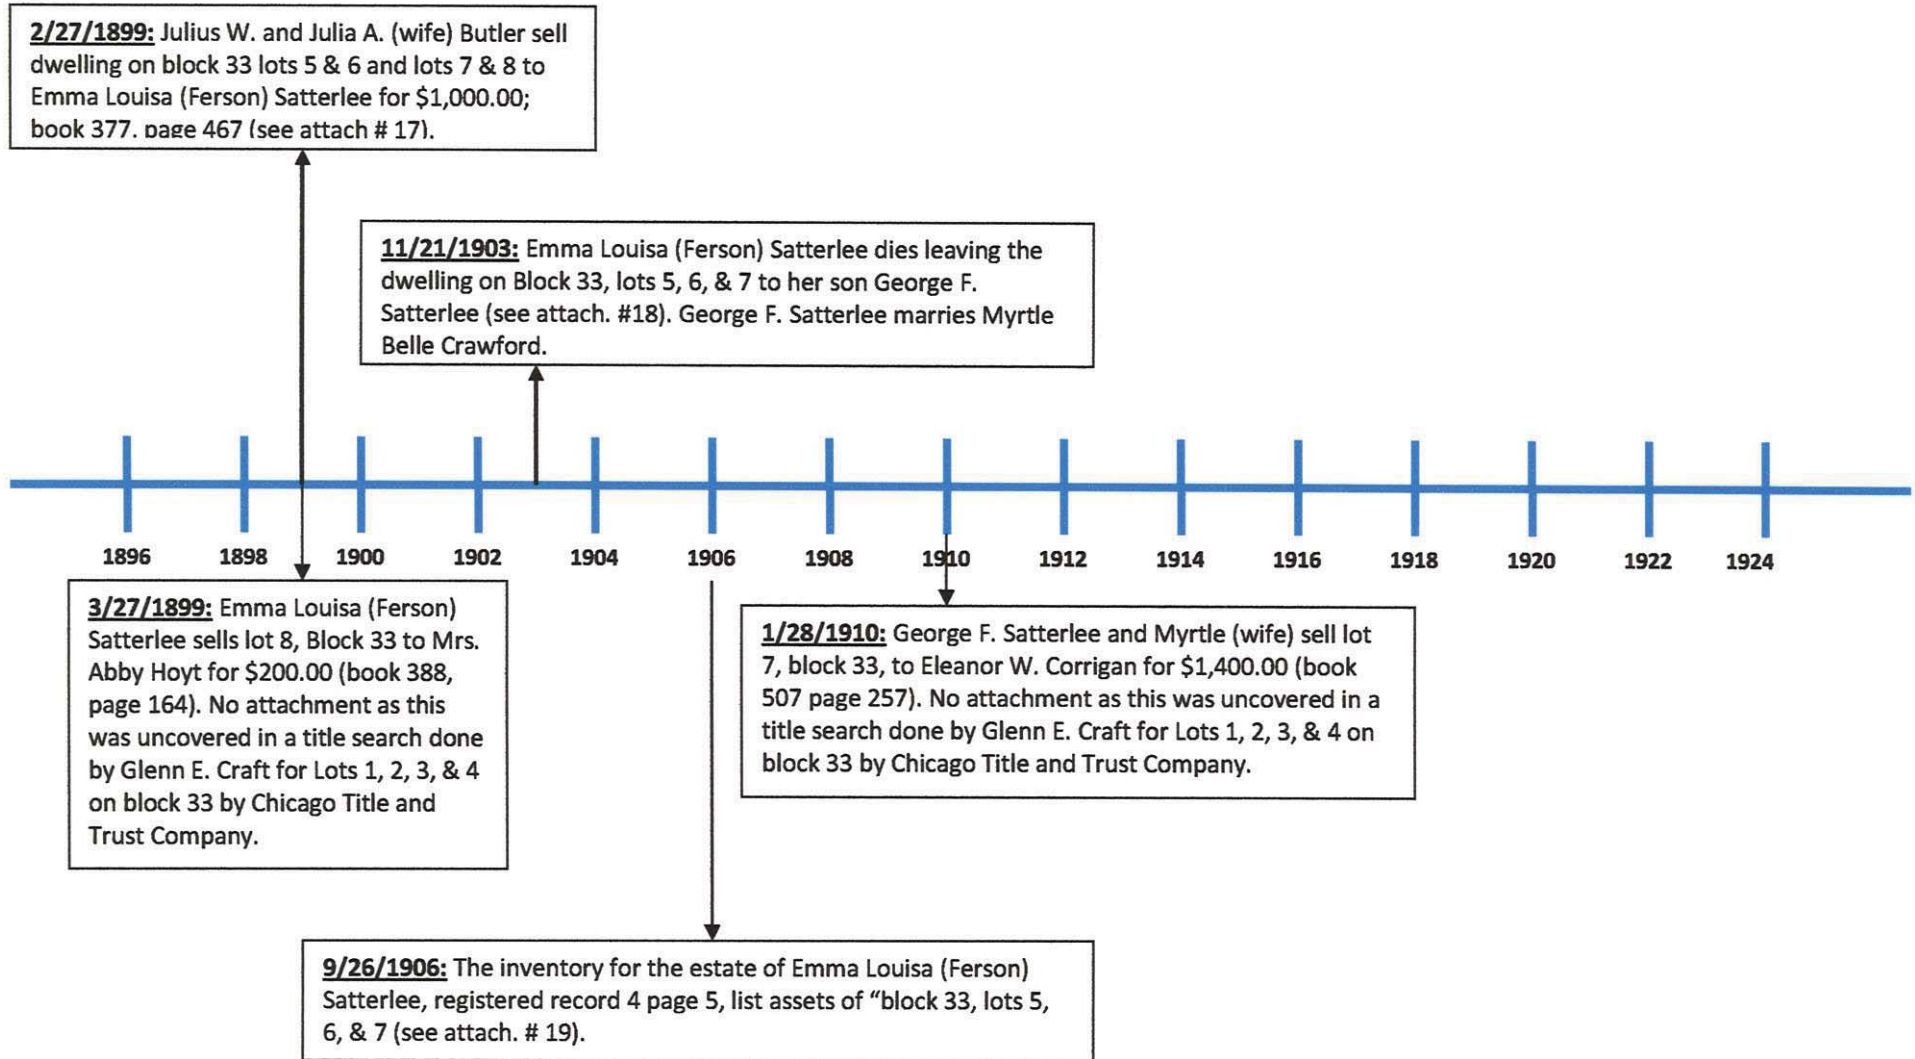 2/27/1899: Julius W. and Julia A. (wife) Butler sell
dwelling on block 33 lots 5 & 6 and lots 7 & 8 to
Emma Louisa (Ferson) Satterlee for $1,000.00;
book 377, page 467 (see attach # 17).
11/21/1903: Emma Louisa (Ferson) Satterlee dies leaving the
dwelling on Block 33, lots 5, 6, & 7 to her son George F.
Satterlee (see attach. #18). George F. Satterlee marries Myrtle
Belle Crawford.
1896 1898 1900 1902 1904 1906 1908 1910 1912 1914 1916 1918 1920 1922 1924
3/27/1899: Emma Louisa (Ferson)
Satterlee sells lot 8, Block 33 to Mrs.
Abby Hoyt for $200.00 (book 388,
page 164). No attachment as this
was uncovered in a title search done
by Glenn E. Craft for Lots 1, 2, 3, & 4
on block 33 by Chicago Title and
Trust Company.
1/28/1910: George F. Satterlee and Myrtle (wife) sell lot
7, block 33, to Eleanor W. Corrigan for $1,400.00 (book
507 page 257). No attachment as this was uncovered in a
title search done by Glenn E. Craft for Lots 1, 2, 3, & 4 on
block 33 by Chicago Title and Trust Company.
9/26/1906: The inventory for the estate of Emma Louisa (Ferson)
Satterlee, registered record 4 page 5, list assets of “block 33, lots 5,
6, & 7 (see attach. # 19).